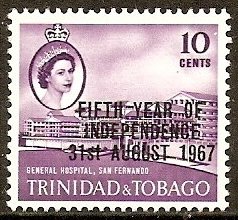 10
CENTS
FIFTH YEAR OF
INDEPENDENCE
31st AUGUST 1967
GENERAL HOSPITAL, SAN FERNANDO
TRINIDAD & TOBAGO